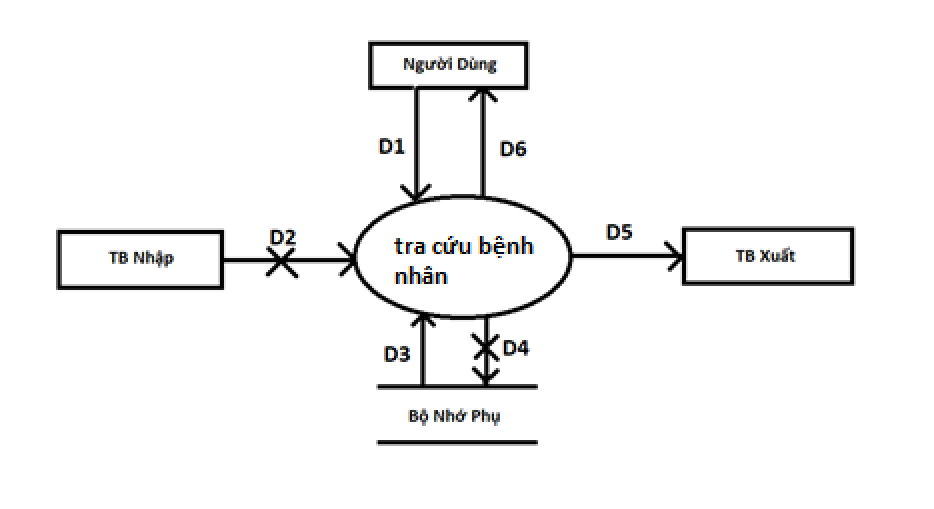 Người Dùng
D1
D6
D2
TB Nhập
tra cứu bệnh
nhân
D5
TB Xuất
D3
D4
Bộ Nhớ Phụ